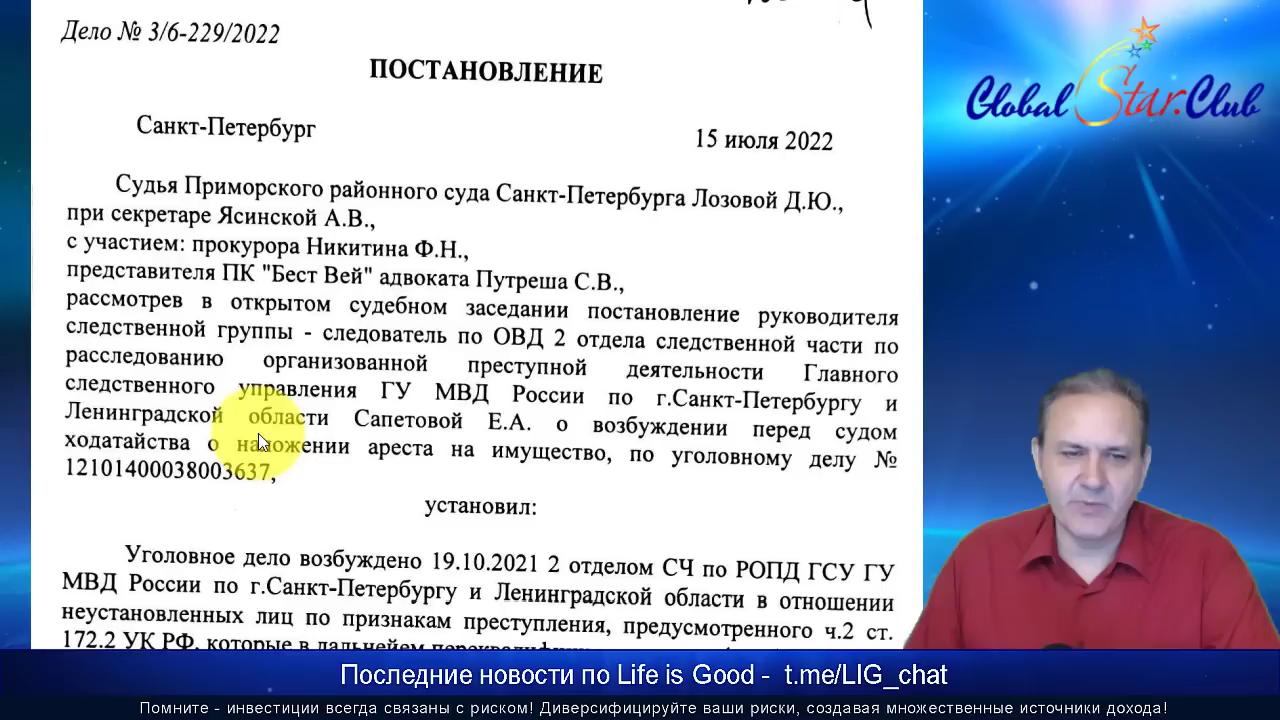 Дело № 3/6-229/2022
ПОСТАНОВЛЕНИЕ
Санкт-Петербург 15 июля 2022
Судья Приморского районного суда Санкт-Петербурга Лозовой Д.Ю.,
при секретаре Ясинской А.В.,
с участием: прокурора Никитина Ф.Н.,
представителя ПК "Бест Вей" адвоката Путреша С.В.,
рассмотрев в открытом судебном заседании постановление руководителя
следственной группы - следователь по ОВД 2 отдела следственной части по
расследованию организованной преступной деятельности Главного
следственного управления ГУ МВД России по г.Санкт-Петербургу и
Ленинградской области Сапетовой Е.А. о возбуждении перед судом
ходатайства о наложении ареста на имущество, по уголовному делу №
12101400038003637,
установил:
Уголовное дело возбуждено 19.10.2021 2 отделом СЧ по РОПД ГСУ ГУ
МВД России по г.Санкт-Петербургу и Ленинградской области в отношении
неустановленных лиц по признакам преступления, предусмотренного ч.2 ст.
172.2 УК РФ, которые в дальнейем
Global Star.Club
Последние новости по Life is Good - t.me/LIG_chat
Помните - инвестиции всегда связаны с риском! Диверсифицируйте ваши риски, создавая множественные источники дохода!